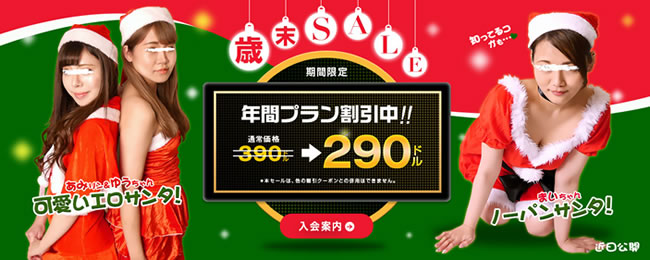 歳末SALE
期間限定
年間プラン割引中!!
通常価格
390ドル
290ドル
*本セールは、他の割引クーポンとの併用はできません。
入会案内
あみりん&ゆうちゃん
可愛いエロサンタ!
知ってるコ
かも…♥
まいちゃん
ノーパンサンタ!
近日公開